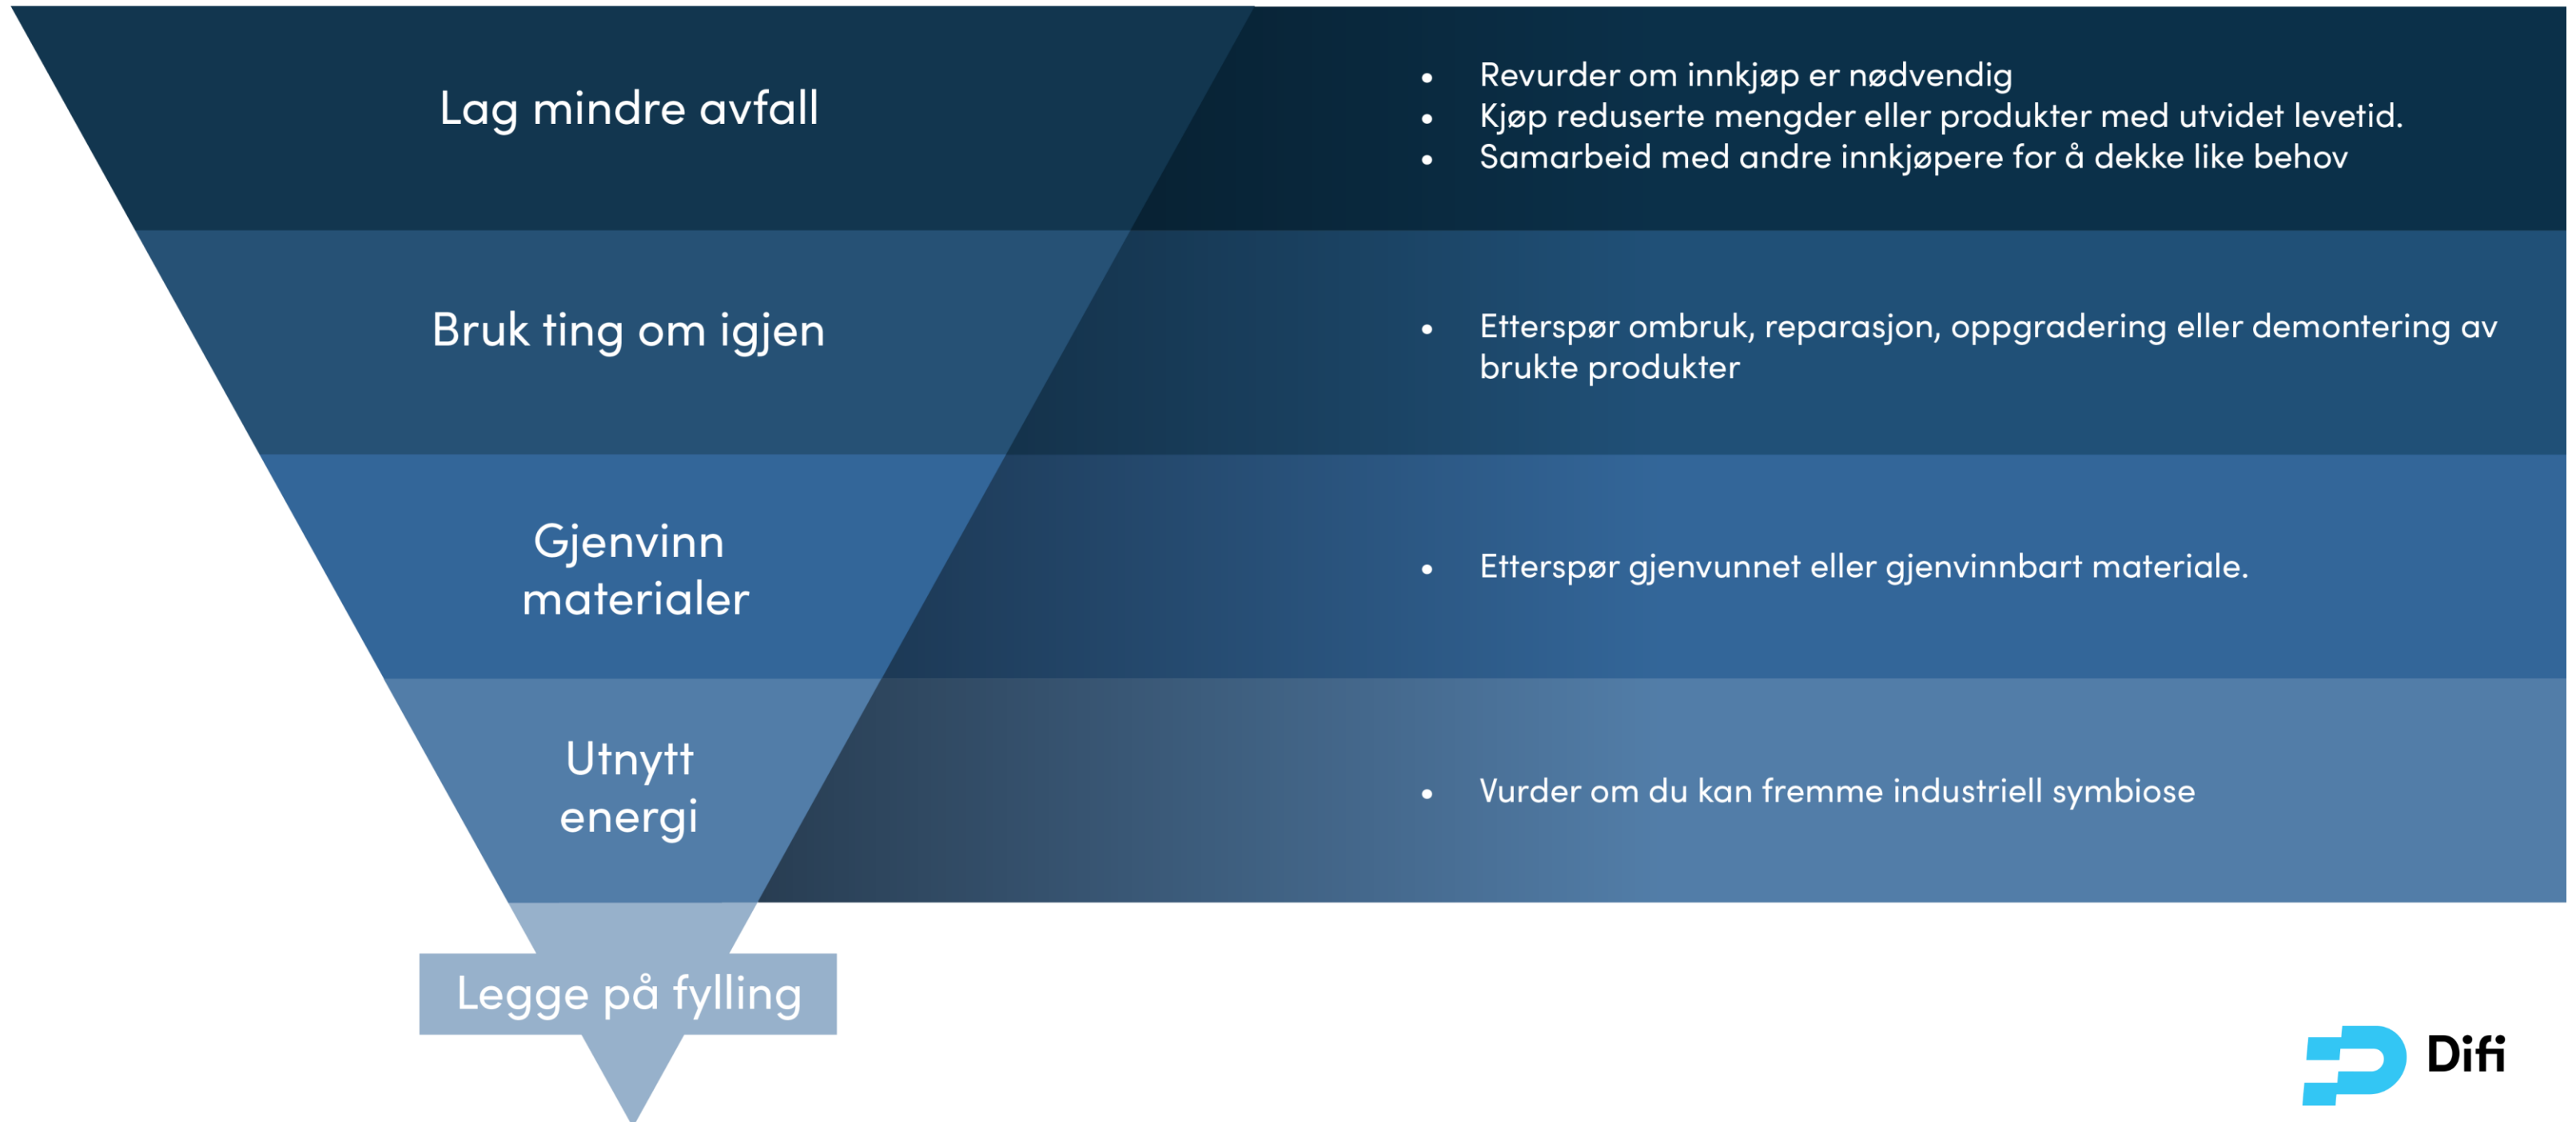 Lag mindre avfall
• Revurder om innkjøp er nødvendig
• Kjøp reduserte mengder eller produkter med utvidet levetid.
• Samarbeid med andre innkjøpere for å dekke like behov
Bruk ting om igjen
• Etterspør ombruk, reparasjon, oppgradering eller demontering av
brukte produkter
Gjenvinn
materialer
• Etterspør gjenvunnet eller gjenvinnbart materiale.
Utnytt
energi
• Vurder om du kan fremme industriell symbiose
Legge på fylling
Difi